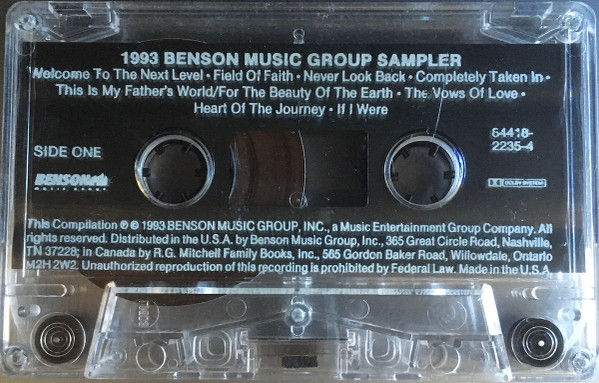 1993 BENSON MUSIC GROUP SAMPLER
Welcome To The Next Level • Field Of Faith • Never Look Back • Completely Taken In •
This Is My Father's World/For The Beauty Of The Earth • The Vows Of Love •
Heart Of The Journey • If I Were
SIDE ONE
54418-
2235-4
BENSON
MUSIC GROUP
DOLBY SYSTEM
This Compilation ℗ © 1993 BENSON MUSIC GROUP, INC., a Music Entertainment Group Company. All
rights reserved. Distributed in the U.S.A. by Benson Music Group, Inc., 365 Great Circle Road, Nashville,
TN 37228; in Canada by R.G. Mitchell Family Books, Inc., 565 Gordon Baker Road, Willowdale, Ontario
M2H 2W2. Unauthorized reproduction of this recording is prohibited by Federal Law. Made in the U.S.A.